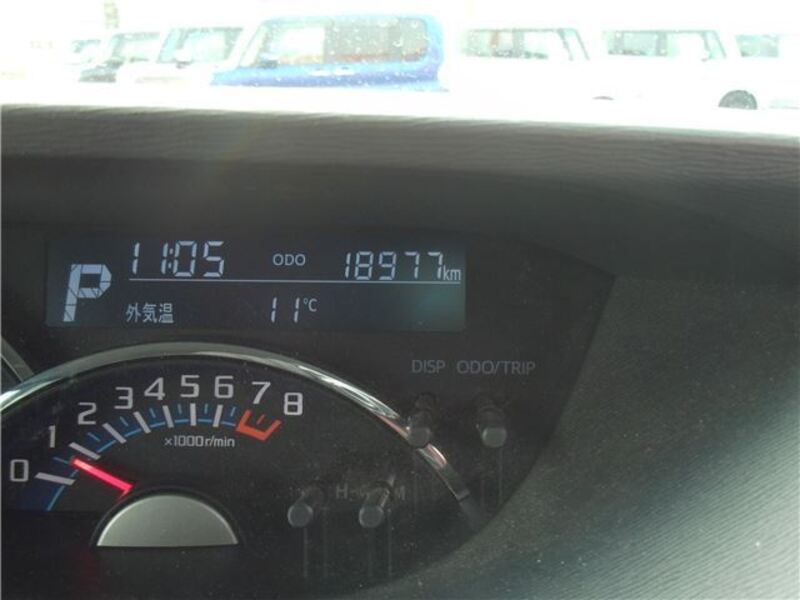 P 11:05 ODO 18977km
外気温 11℃
DISP ODO/TRIP
0 1 2 3 4 5 6 7 8
×1000r/min
H M